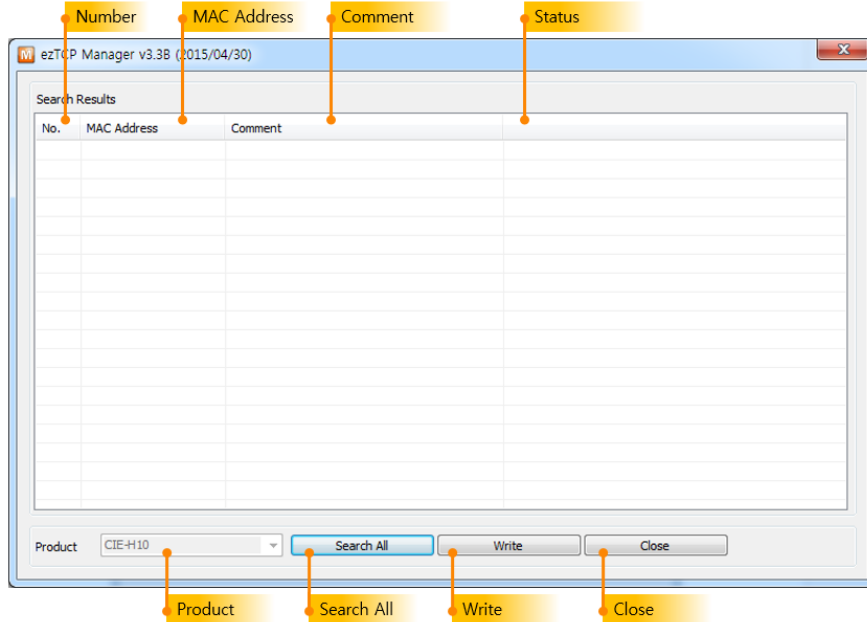 Number MAC Address Comment Status
M ezTCP Manager v3.3B (2015/04/30) X
Search Results
No. MAC Address Comment
Product CIE-H10 Search All Write Close
Product Search All Write Close